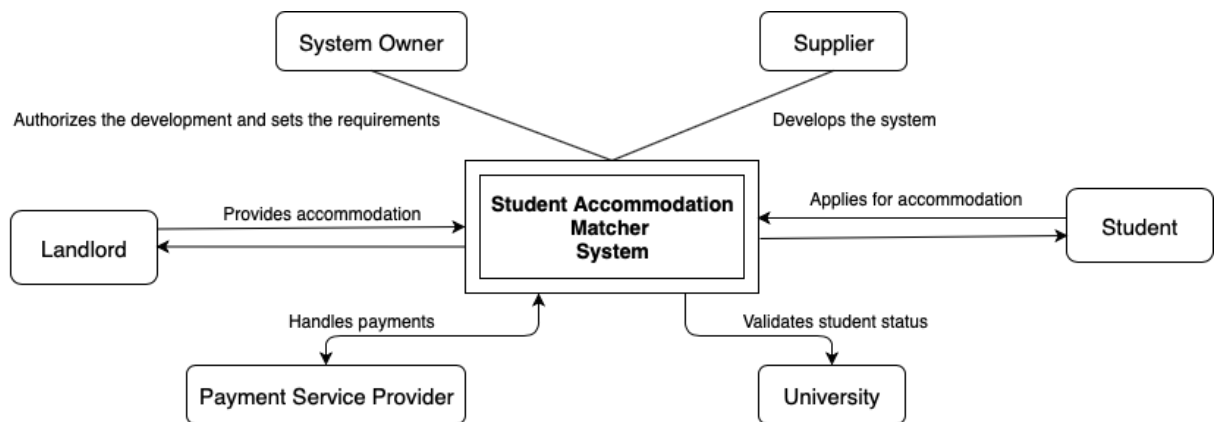 System Owner
Supplier
Authorizes the development and sets the requirements
Develops the system
Student Accommodation
Matcher
System
Provides accommodation
Applies for accommodation
Landlord
Student
Handles payments
Validates student status
Payment Service Provider
University